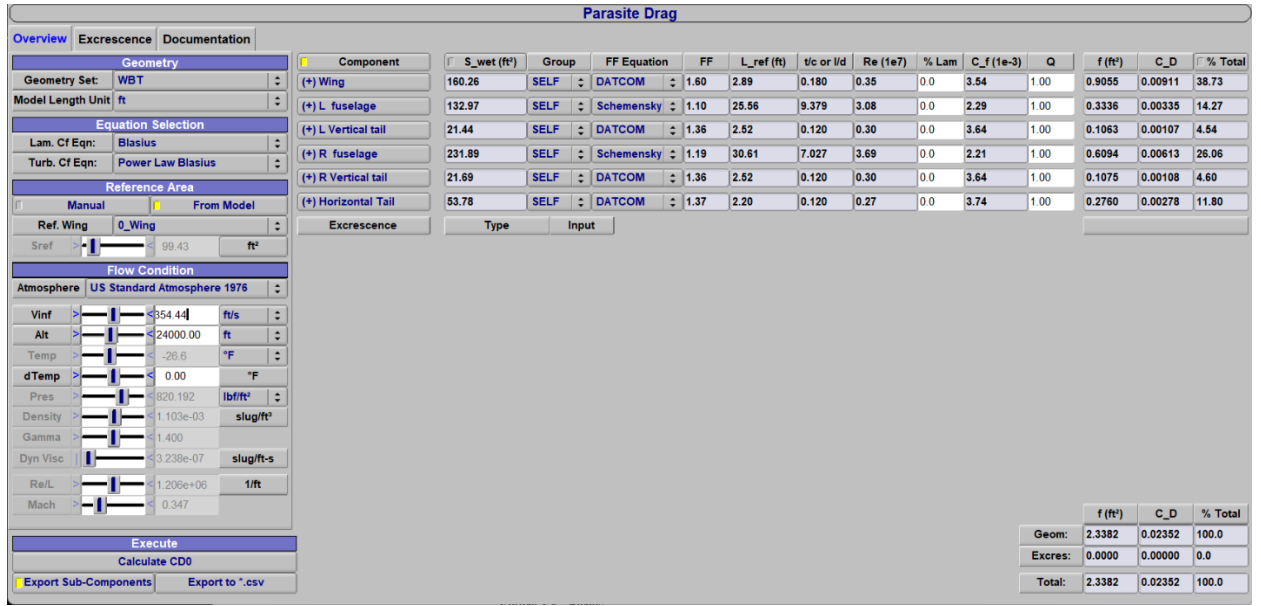 Parasite Drag
Overview Excrescence Documentation
Geometry
Geometry Set: WBT
Model Length Unit ft
Equation Selection
Lam. Cf Eqn: Blasius
Turb. Cf Eqn: Power Law Blasius
Reference Area
Manual From Model
Ref. Wing 0_Wing
Sref > < 99.43 ft²
Flow Condition
Atmosphere US Standard Atmosphere 1976
Vinf > < 354.44 ft/s
Alt > < 24000.00 ft
Temp > < -26.6 °F
dTemp > < 0.00 °F
Pres > < 820.192 lbf/ft²
Density > < 1.103e-03 slug/ft³
Gamma > < 1.400
Dyn Visc | < 3.238e-07 slug/ft-s
Re/L > < 1.206e+06 1/ft
Mach > < 0.347
Execute
Calculate CD0
Export Sub-Components Export to *.csv
Component S_wet (ft²) Group FF Equation FF L_ref (ft) t/c or l/d Re (1e7) % Lam C_f (1e-3) Q f (ft²) C_D % Total
(+) Wing 160.26 SELF DATCOM 1.60 2.89 0.180 0.35 0.0 3.54 1.00 0.9055 0.00911 38.73
(+) L fuselage 132.97 SELF Schemensky 1.10 25.56 9.379 3.08 0.0 2.29 1.00 0.3336 0.00335 14.27
(+) L Vertical tail 21.44 SELF DATCOM 1.36 2.52 0.120 0.30 0.0 3.64 1.00 0.1063 0.00107 4.54
(+) R fuselage 231.89 SELF Schemensky 1.19 30.61 7.027 3.69 0.0 2.21 1.00 0.6094 0.00613 26.06
(+) R Vertical tail 21.69 SELF DATCOM 1.36 2.52 0.120 0.30 0.0 3.64 1.00 0.1075 0.00108 4.60
(+) Horizontal Tail 53.78 SELF DATCOM 1.37 2.20 0.120 0.27 0.0 3.74 1.00 0.2760 0.00278 11.80
Excrescence Type Input
f (ft²) C_D % Total
Geom: 2.3382 0.02352 100.0
Excres: 0.0000 0.00000 0.0
Total: 2.3382 0.02352 100.0